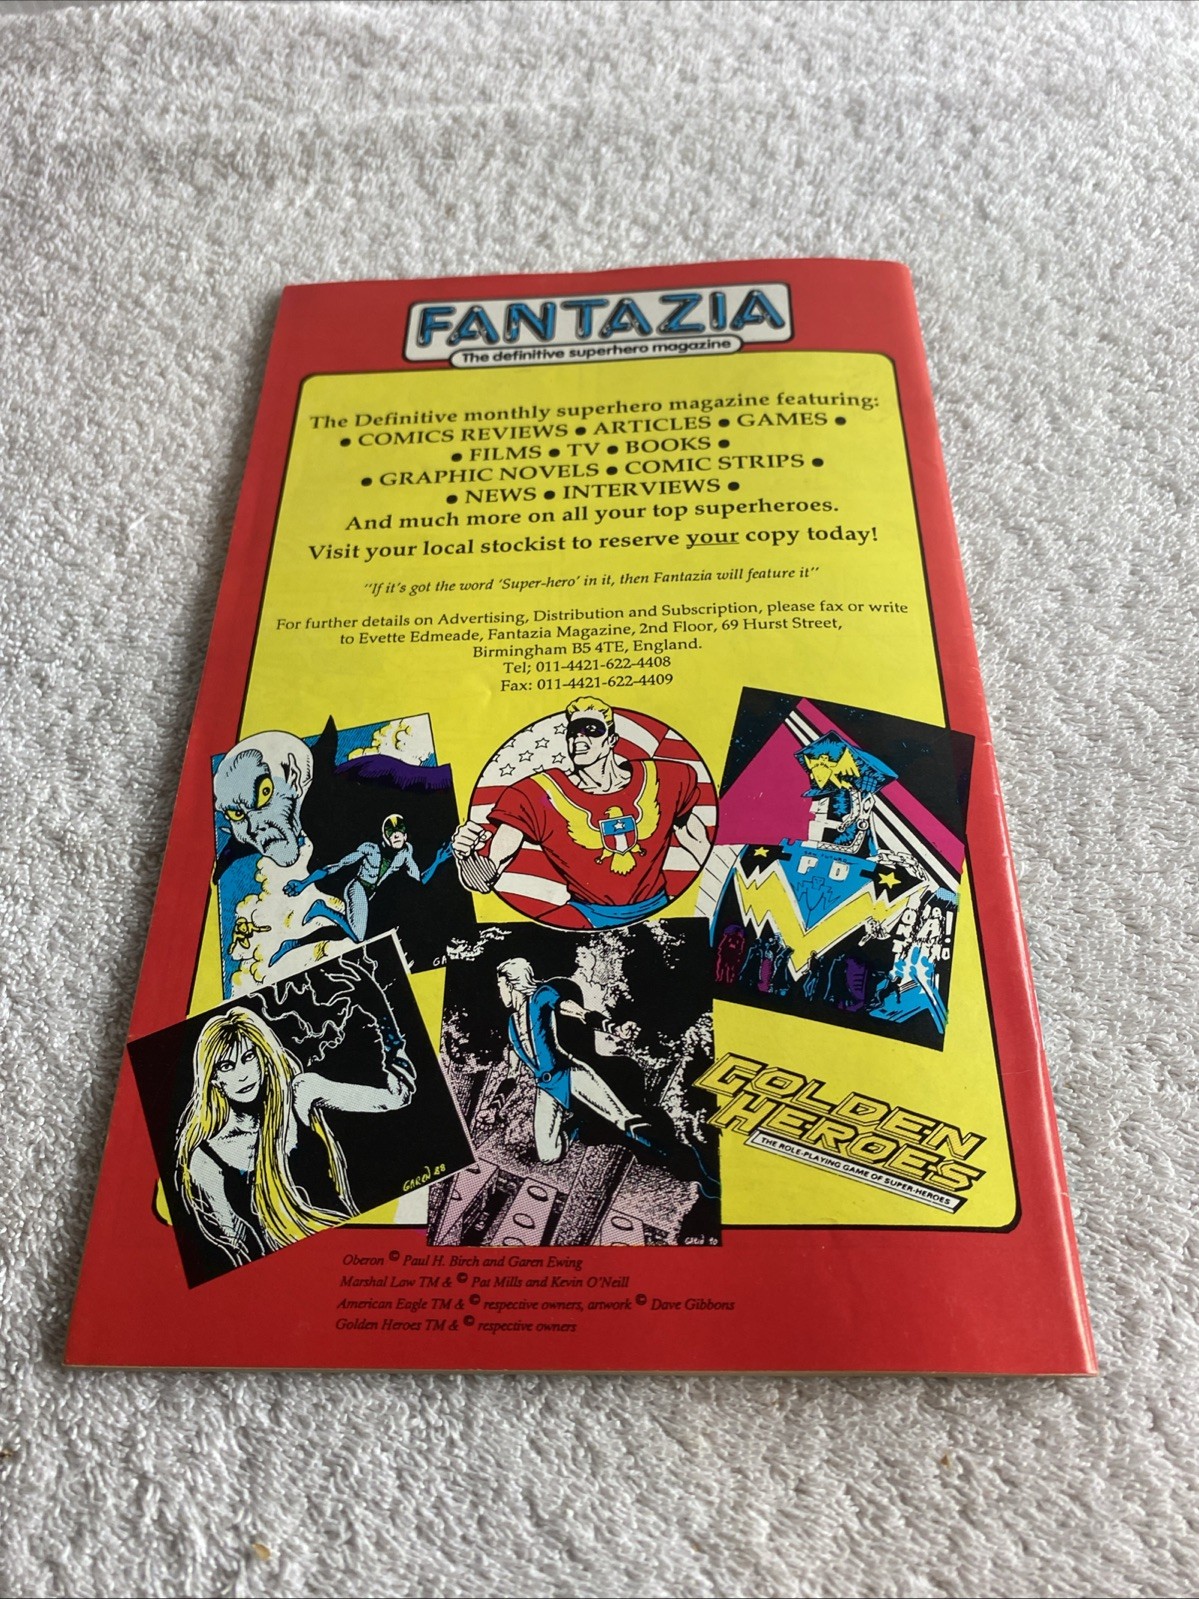 FANTAZIA
The definitive superhero magazine
The Definitive monthly superhero magazine featuring:
• COMICS REVIEWS • ARTICLES • GAMES •
• FILMS • TV • BOOKS •
• GRAPHIC NOVELS • COMIC STRIPS •
• NEWS • INTERVIEWS •
And much more on all your top superheroes.
Visit your local stockist to reserve your copy today!
"If it's got the word 'Super-hero' in it, then Fantazia will feature it"
For further details on Advertising, Distribution and Subscription, please fax or write
to Evette Edmeade, Fantazia Magazine, 2nd Floor, 69 Hurst Street,
Birmingham B5 4TE, England.
Tel; 011-4421-622-4408
Fax: 011-4421-622-4409
PD
GAREN 88
GOLDEN
HEROES
THE ROLE-PLAYING GAME OF SUPER-HEROES
Oberon © Paul H. Birch and Garen Ewing
Marshal Law TM & © Pat Mills and Kevin O'Neill
American Eagle TM & © respective owners, artwork © Dave Gibbons
Golden Heroes TM & © respective owners